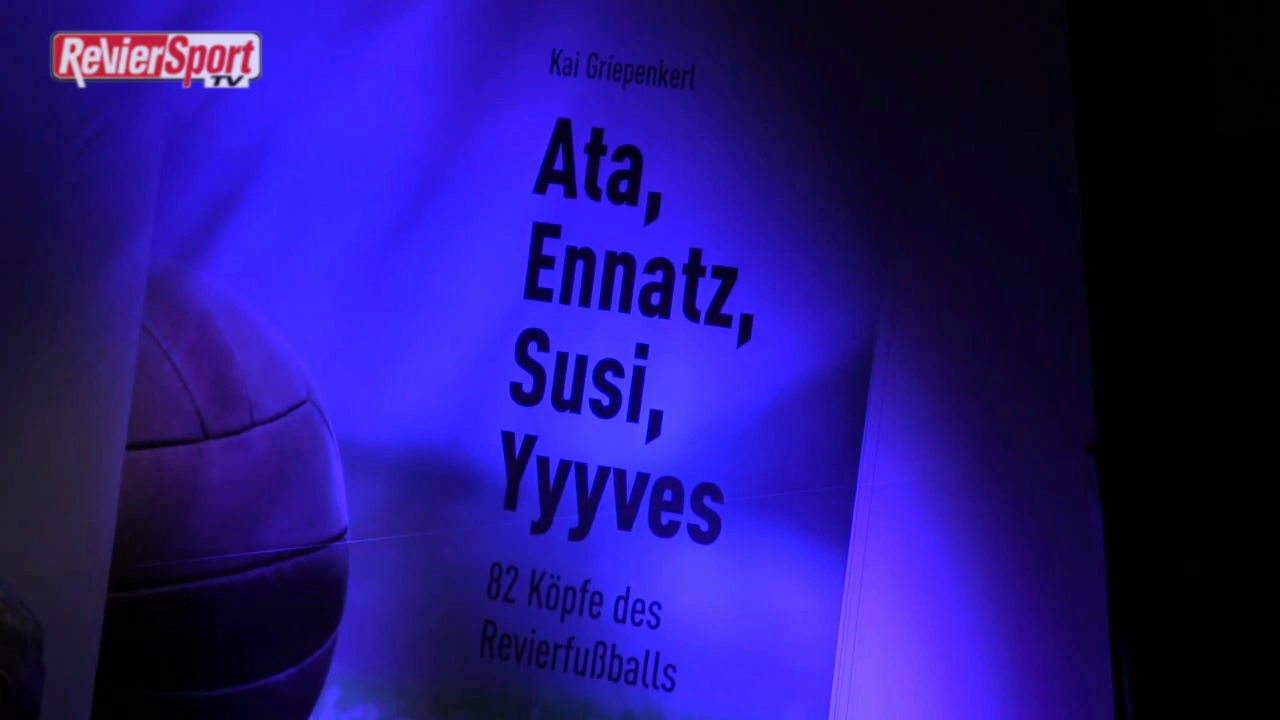 RevierSport
TV
Kai Griepenkerl
Ata,
Ennatz,
Susi,
Yyyves
82 Köpfe des
Revierfußballs